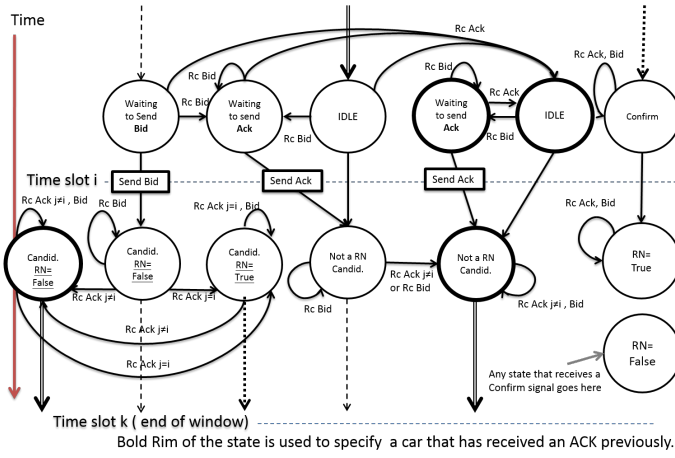 Time
Rc Ack
Rc Ack, Bid
Rc Bid
Rc Bid
Rc Ack
Waiting
to Send
Bid
Rc Bid
Waiting
to send
Ack
Rc Bid
IDLE
Waiting
to send
Ack
Rc Bid
IDLE
Confirm
Time slot i
Send Bid
Send Ack
Send Ack
Rc Ack j≠i , Bid
Rc Bid
Rc Ack j=i , Bid
Rc Ack, Bid
Candid.
RN=
False
Candid.
RN=
False
Candid.
RN=
True
Not a RN
Candid.
Not a RN
Candid.
RN=
True
Rc Ack j≠i
Rc Ack j=i
Rc Bid
Rc Ack j≠i
or Rc Bid
Rc Ack j≠i , Bid
Rc Ack j≠i
Rc Ack j=i
RN=
False
Any state that receives a
Confirm signal goes here
Time slot k ( end of window)
Bold Rim of the state is used to specify a car that has received an ACK previously.